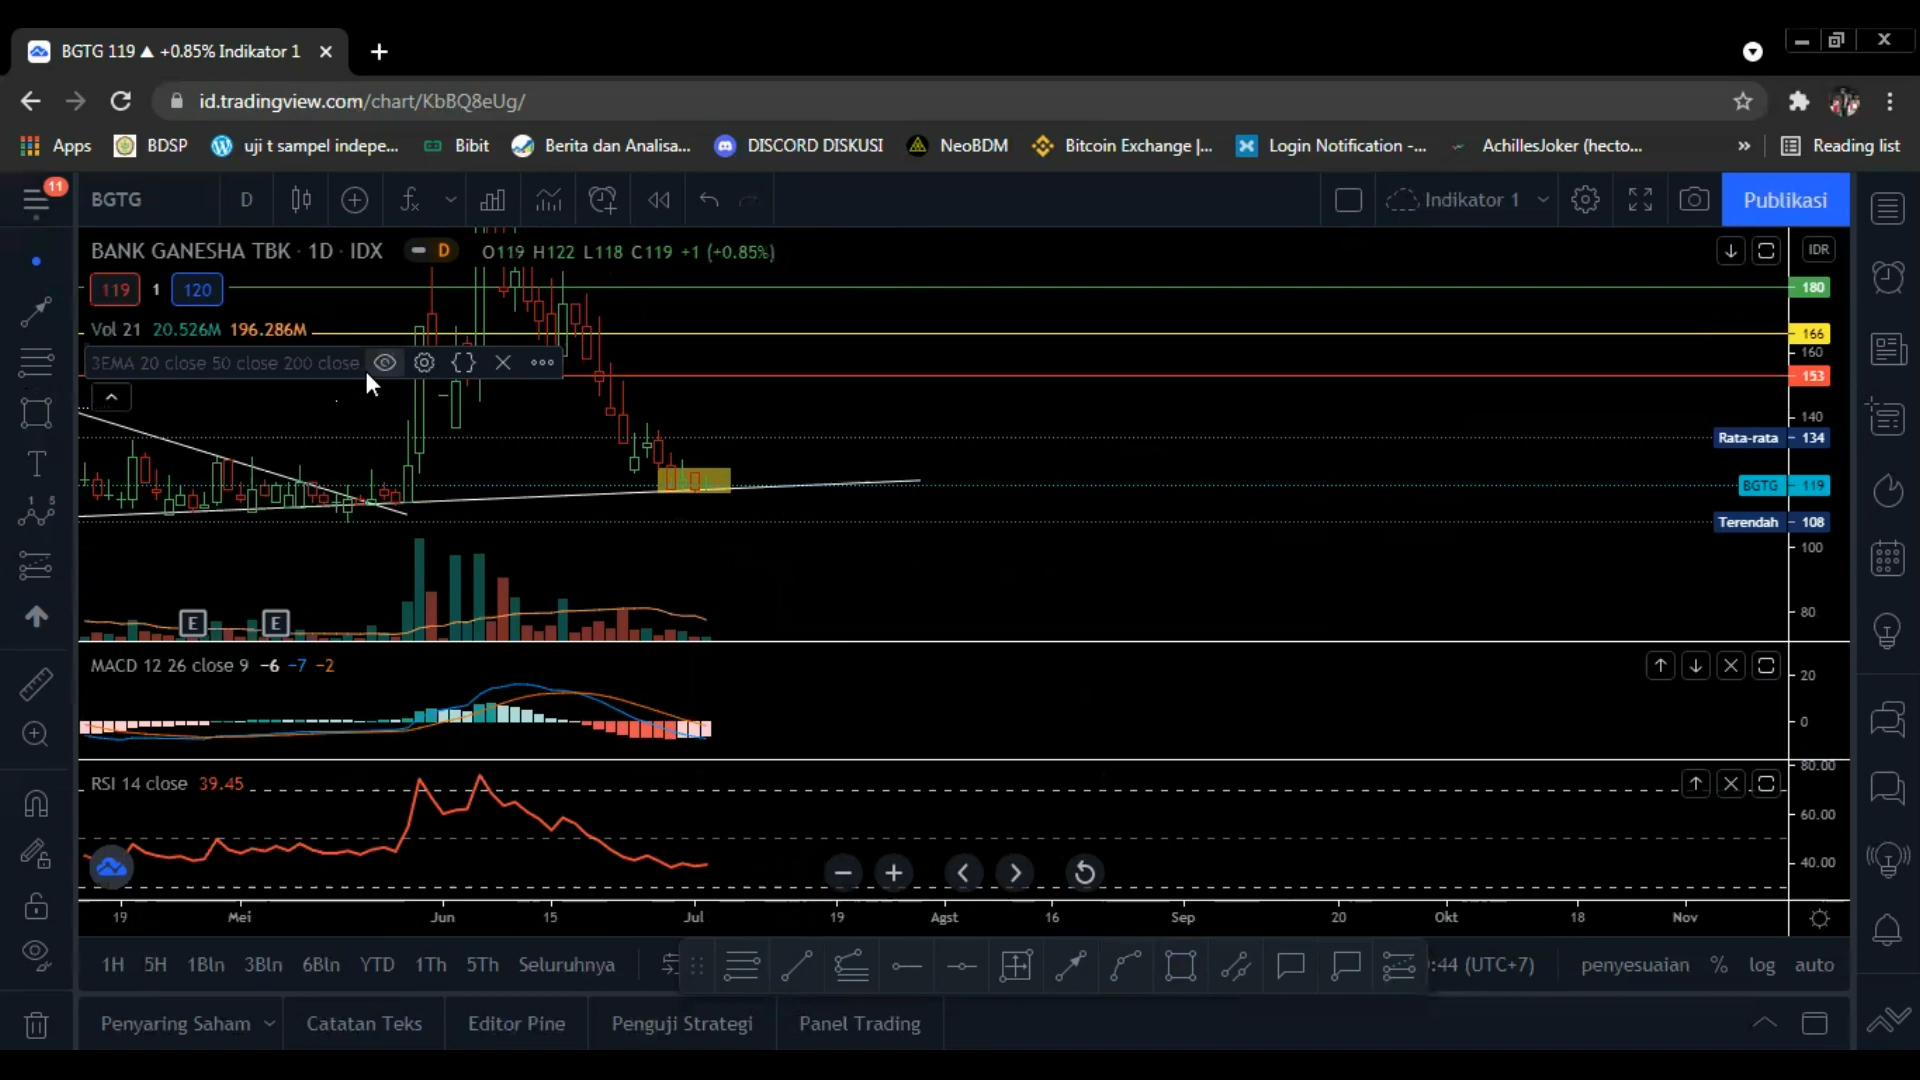 BGTG 119 ▲ +0.85% Indikator 1
id.tradingview.com/chart/KbBQ8eUg/
Apps BDSP uji t sampel indepe... Bibit Berita dan Analisa... DISCORD DISKUSI NeoBDM Bitcoin Exchange |... Login Notification -... AchillesJoker (hecto... » Reading list
11
BGTG D Indikator 1 Publikasi
BANK GANESHA TBK · 1D · IDX D O119 H122 L118 C119 +1 (+0.85%) IDR
119 1 120 180
Vol 21 20.526M 196.286M 166
160
3EMA 20 close 50 close 200 close 153
140
Rata-rata 134
BGTG 119
Terendah 108
100
80
E E
MACD 12 26 close 9 −6 −7 −2 20
0
80.00
RSI 14 close 39.45
60.00
40.00
19 Mei Jun 15 Jul 19 Agst 16 Sep 20 Okt 18 Nov
1H 5H 1Bln 3Bln 6Bln YTD 1Th 5Th Seluruhnya :44 (UTC+7) penyesuaian % log auto
Penyaring Saham Catatan Teks Editor Pine Penguji Strategi Panel Trading